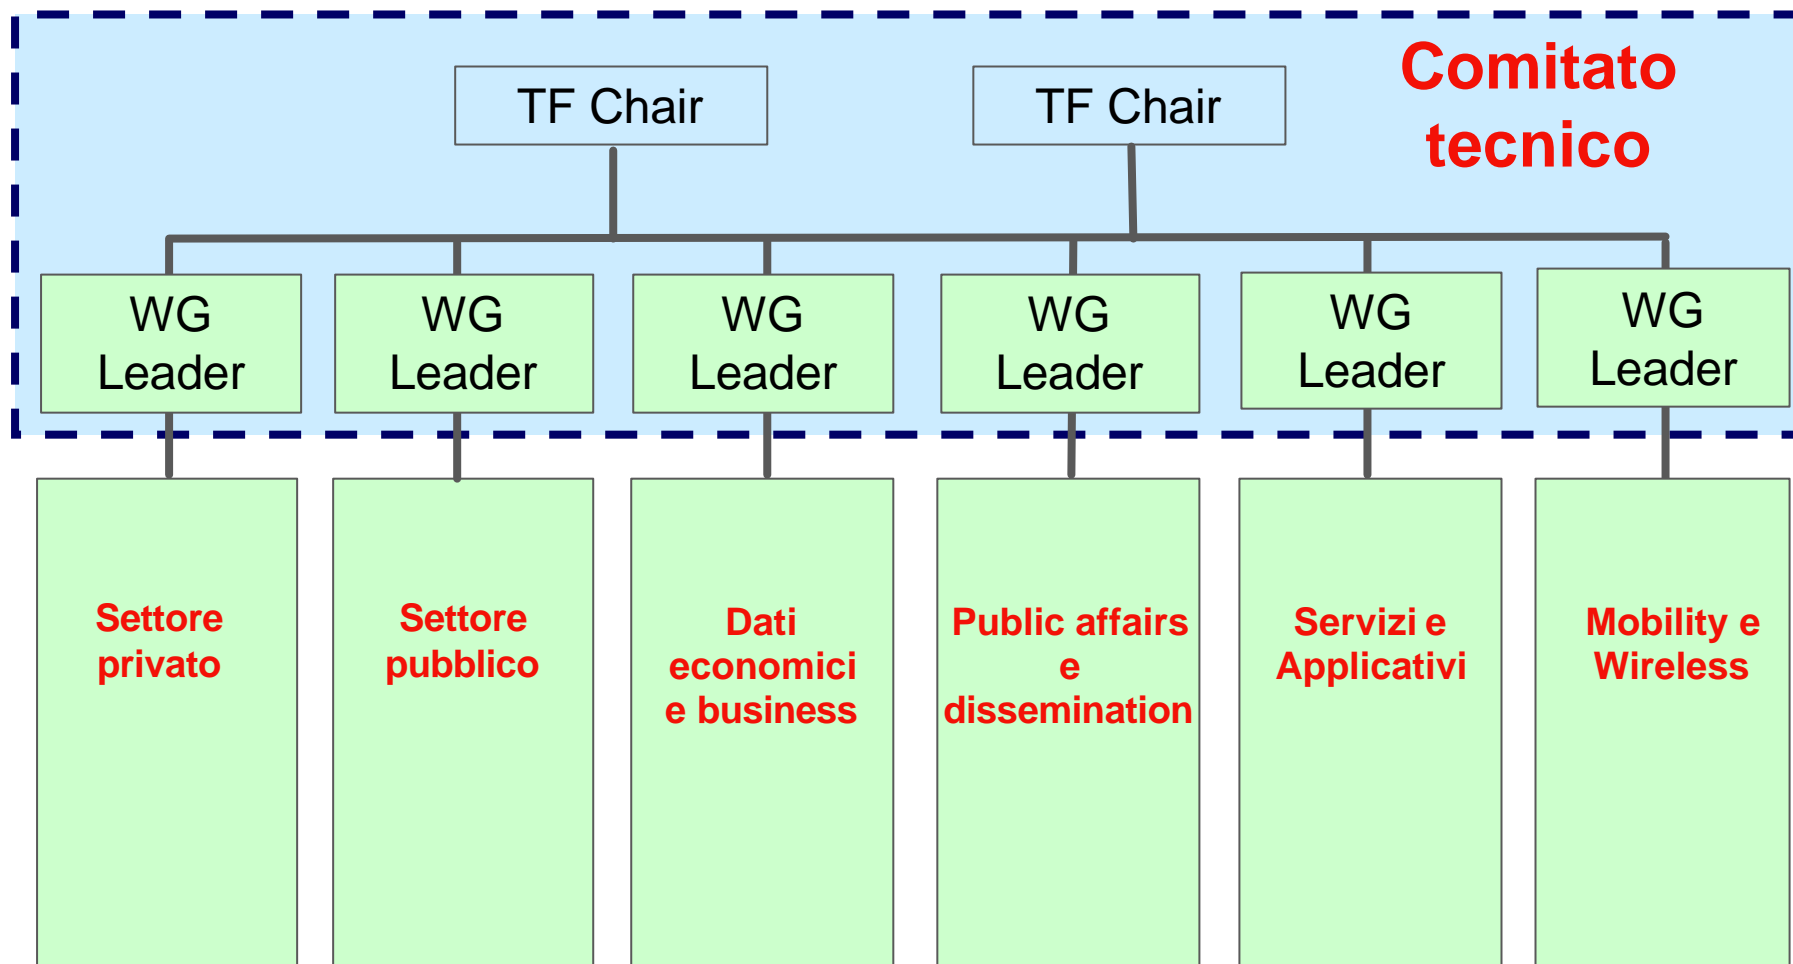 Comitato
tecnico
TF Chair
TF Chair
WG
Leader
WG
Leader
WG
Leader
WG
Leader
WG
Leader
WG
Leader
Settore
privato
Settore
pubblico
Dati
economici
e business
Public affairs
e
dissemination
Servizi e
Applicativi
Mobility e
Wireless